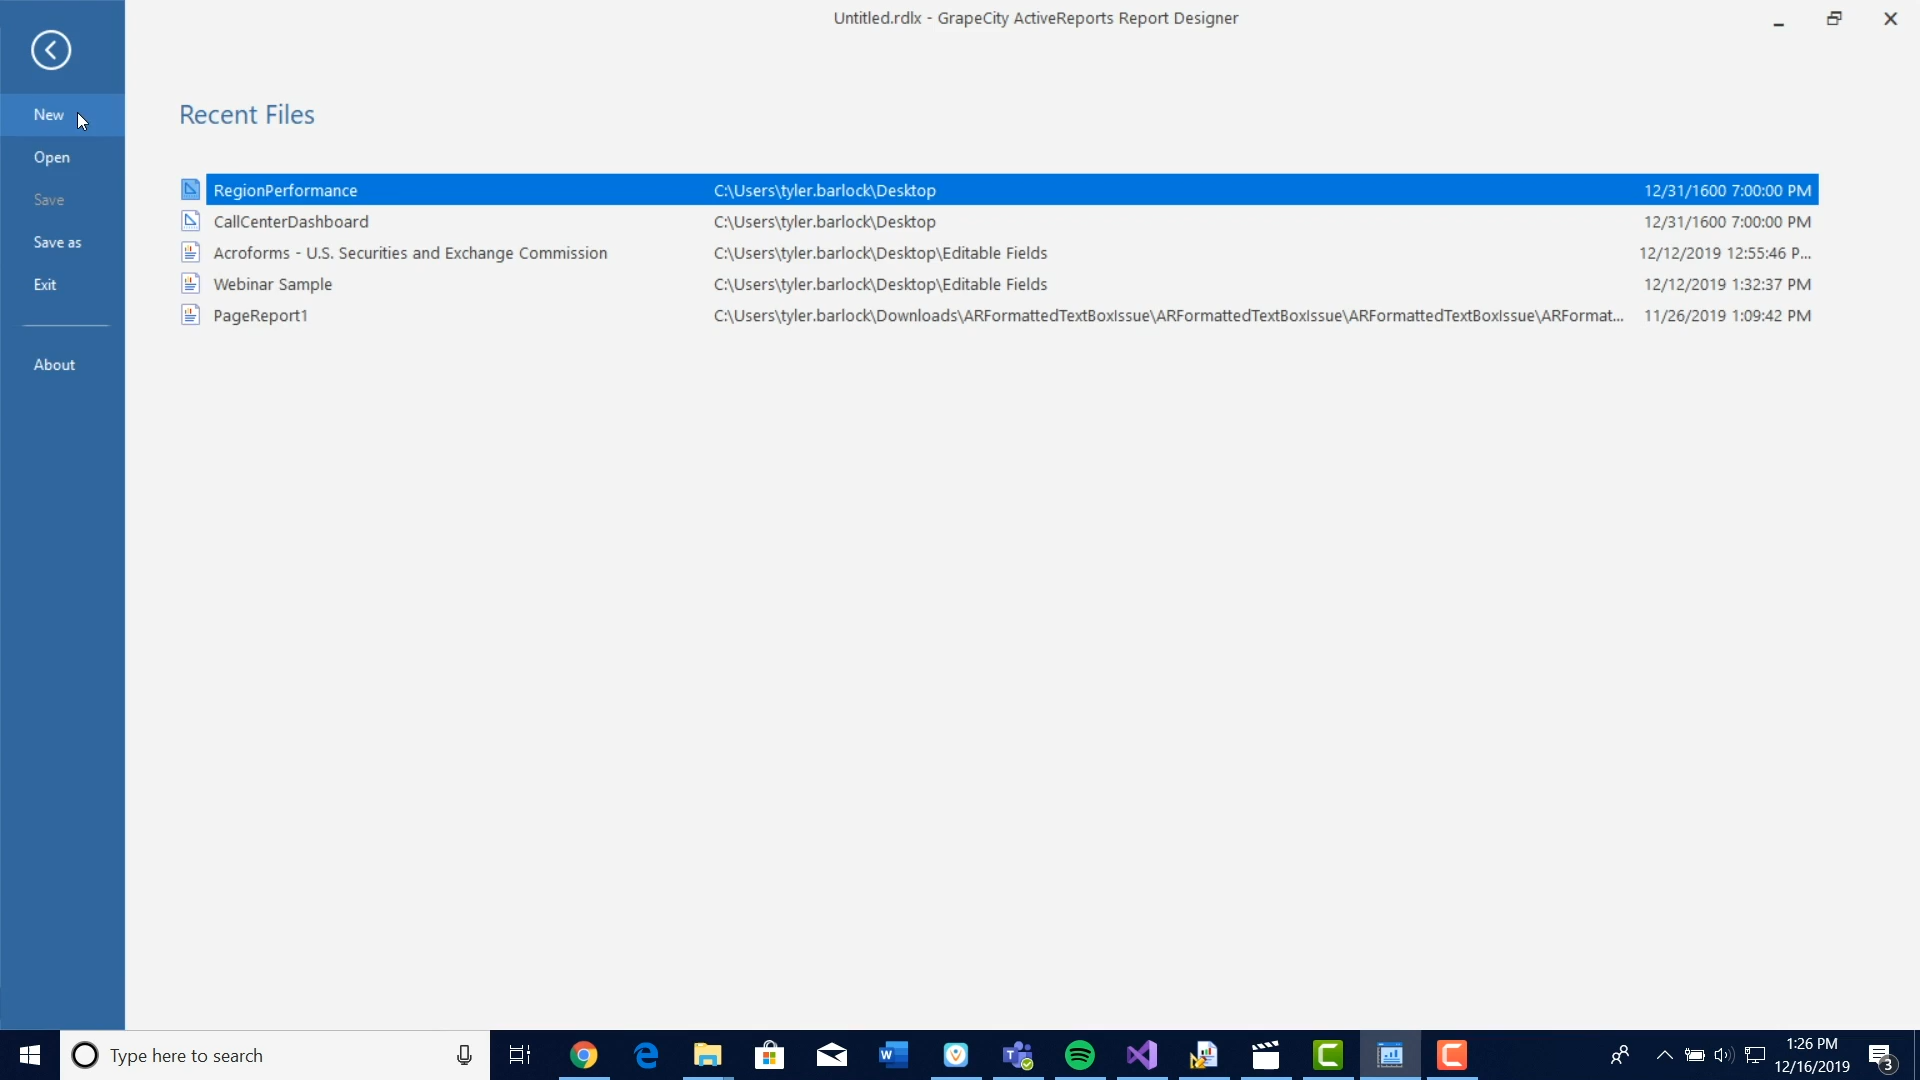 Untitled.rdlx - GrapeCity ActiveReports Report Designer
New
Open
Save
Save as
Exit
About
Recent Files
RegionPerformance C:\Users\tyler.barlock\Desktop 12/31/1600 7:00:00 PM
CallCenterDashboard C:\Users\tyler.barlock\Desktop 12/31/1600 7:00:00 PM
Acroforms - U.S. Securities and Exchange Commission C:\Users\tyler.barlock\Desktop\Editable Fields 12/12/2019 12:55:46 P...
Webinar Sample C:\Users\tyler.barlock\Desktop\Editable Fields 12/12/2019 1:32:37 PM
PageReport1 C:\Users\tyler.barlock\Downloads\ARFormattedTextBoxIssue\ARFormattedTextBoxIssue\ARFormattedTextBoxIssue\ARFormat... 11/26/2019 1:09:42 PM
Type here to search
1:26 PM
12/16/2019
3